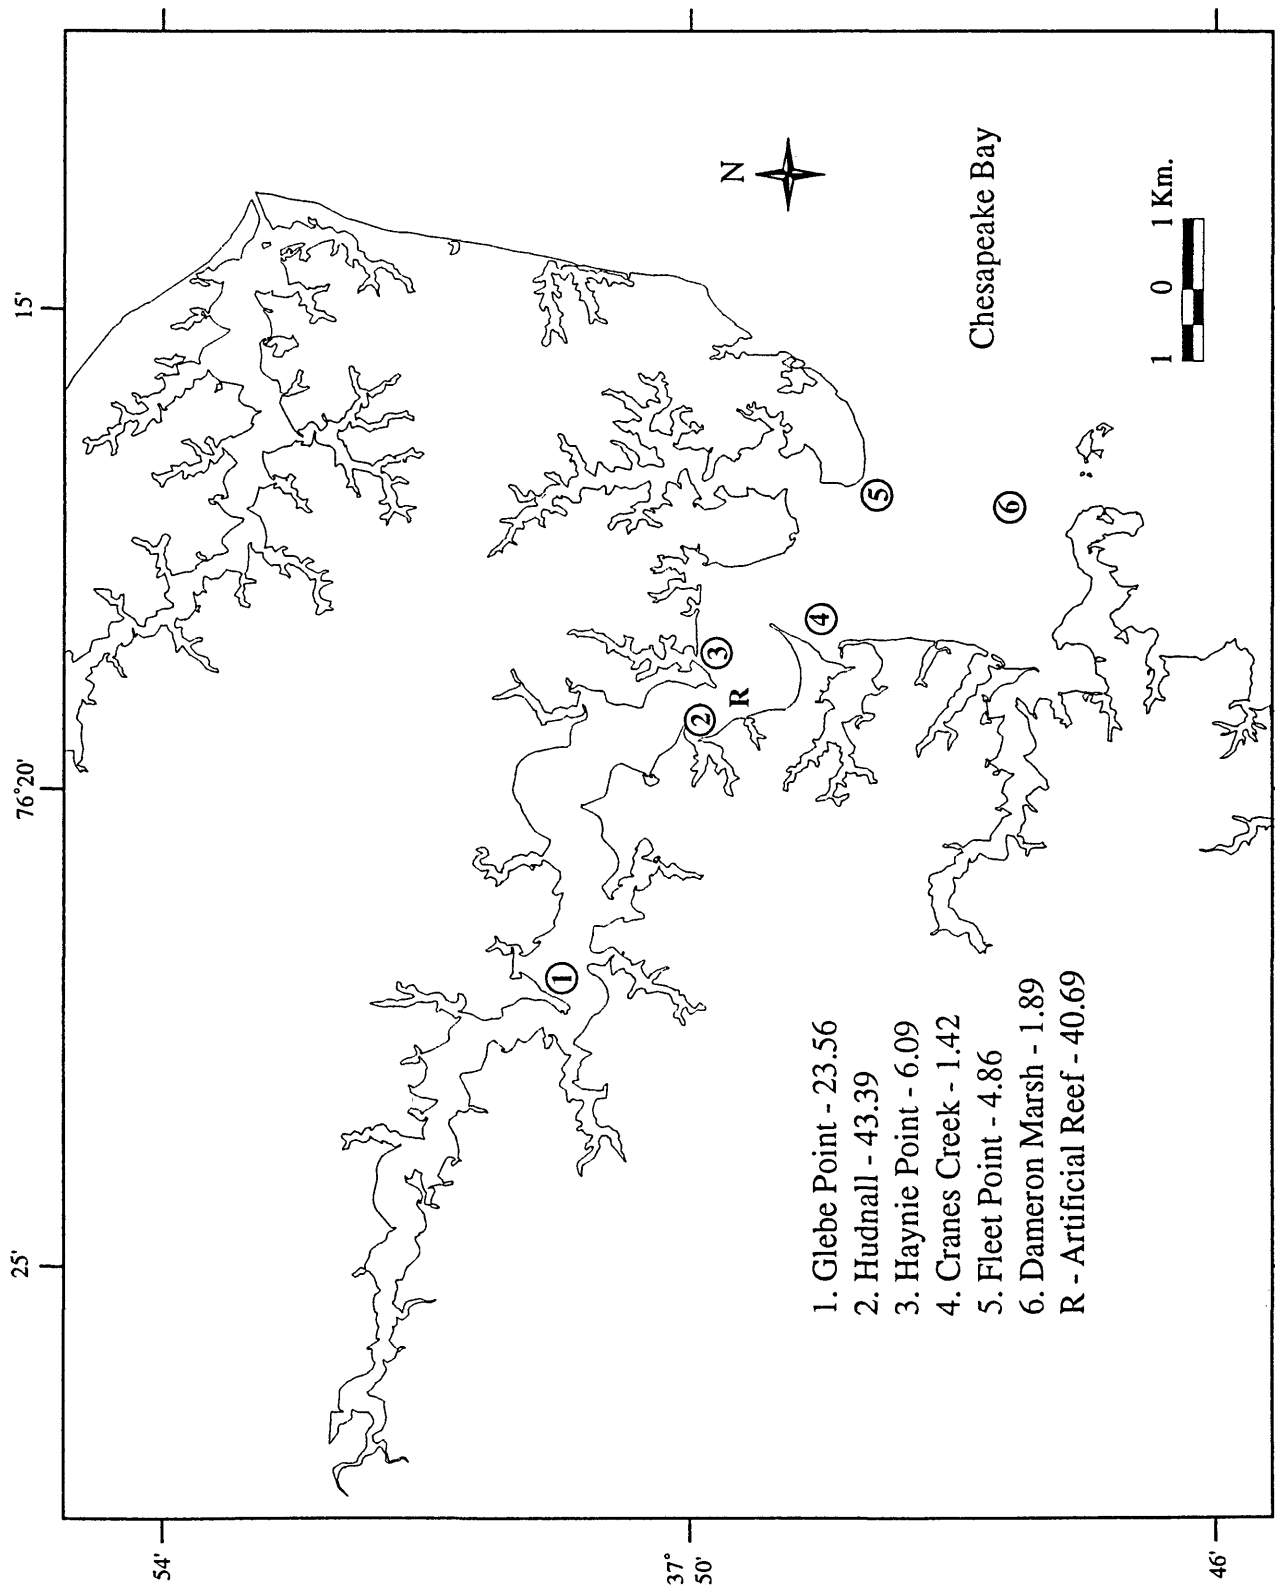 25'
76°20'
15'
54'
37°
50'
46'
N
Chesapeake Bay
1 0 1 Km.
1
2
3
4
5
6
R
1. Glebe Point - 23.56
2. Hudnall - 43.39
3. Haynie Point - 6.09
4. Cranes Creek - 1.42
5. Fleet Point - 4.86
6. Dameron Marsh - 1.89
R - Artificial Reef - 40.69